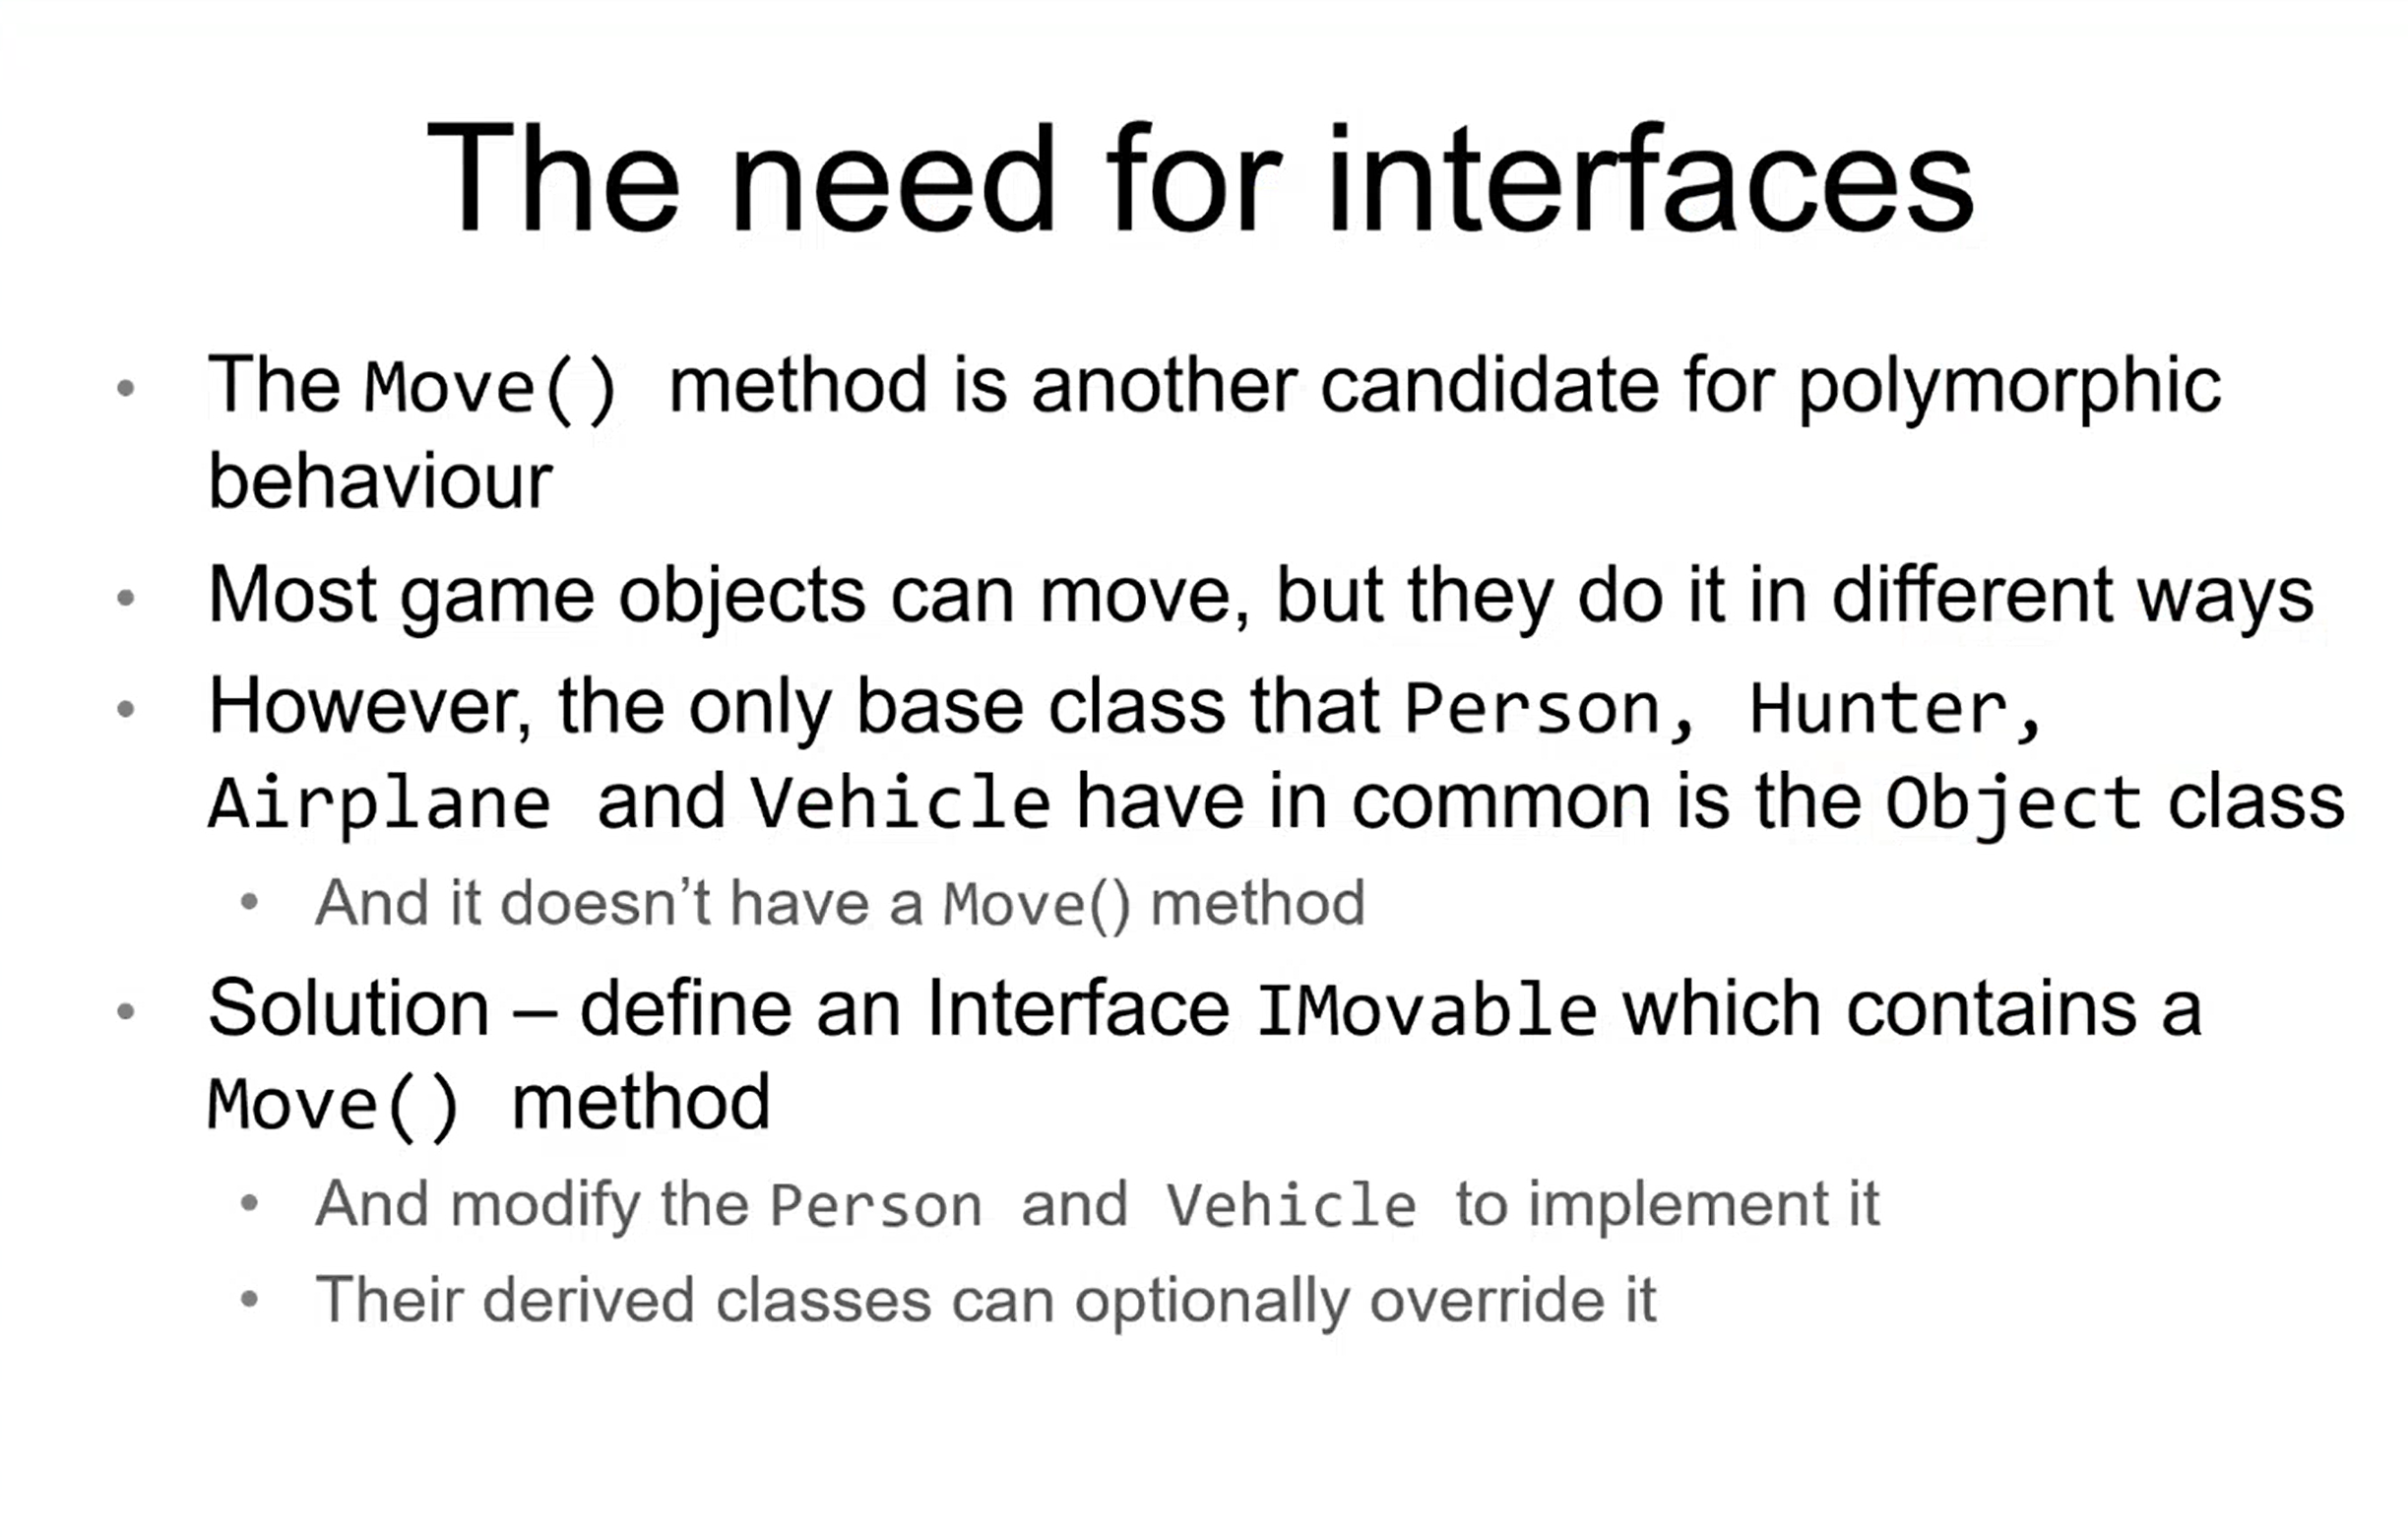 The need for interfaces
• The Move() method is another candidate for polymorphic
behaviour
• Most game objects can move, but they do it in different ways
• However, the only base class that Person, Hunter,
Airplane and Vehicle have in common is the Object class
• And it doesn’t have a Move() method
• Solution – define an Interface IMovable which contains a
Move() method
• And modify the Person and Vehicle to implement it
• Their derived classes can optionally override it